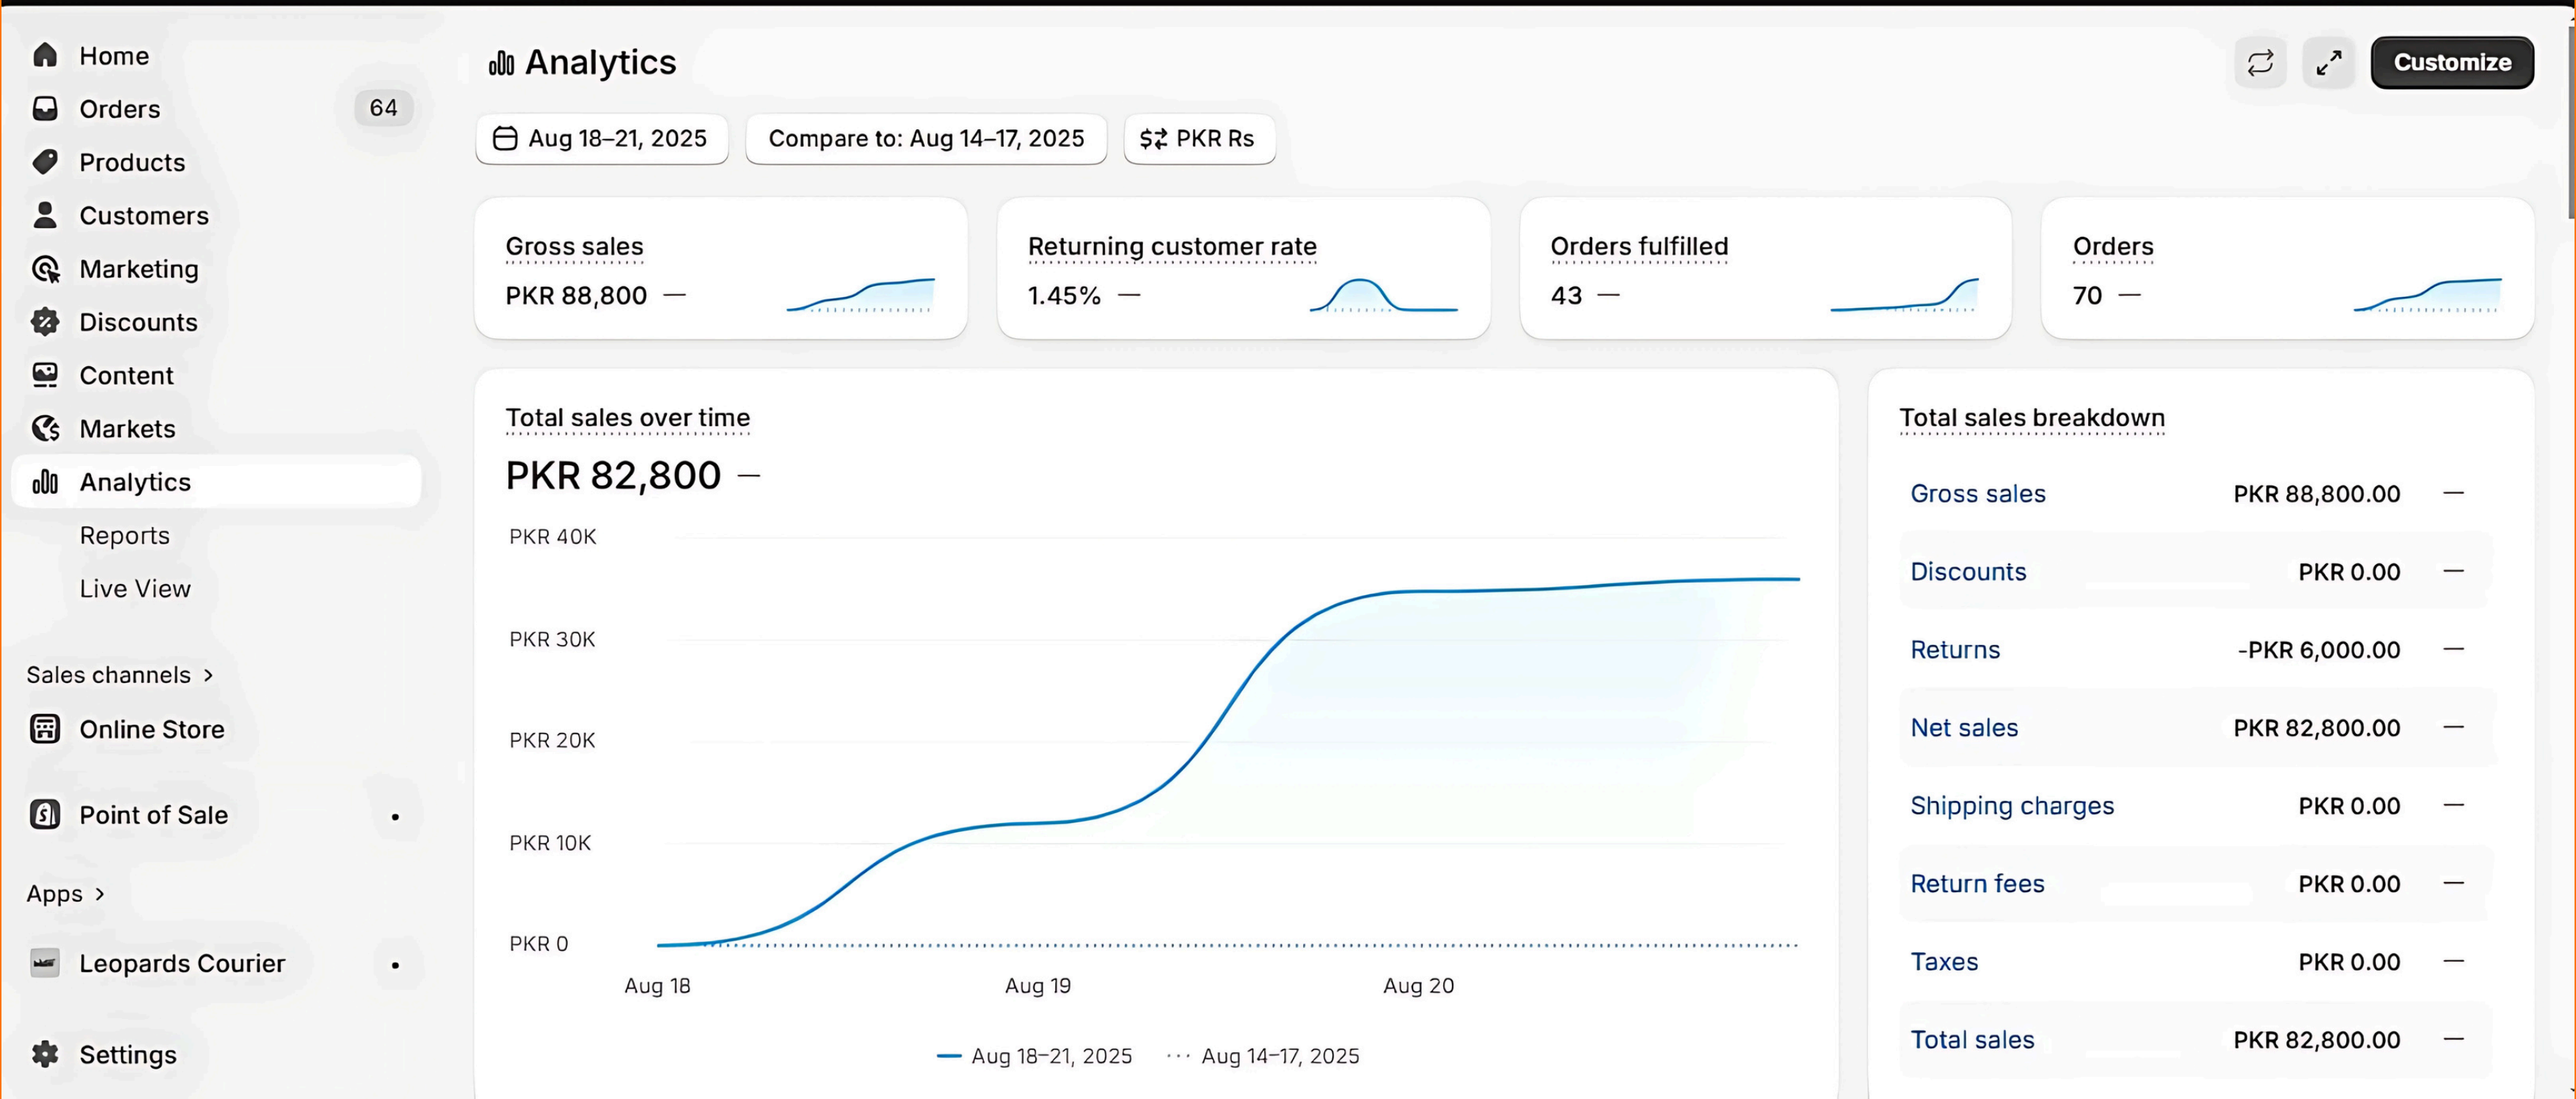 Home
Orders 64
Products
Customers
Marketing
Discounts
Content
Markets
Analytics
Reports
Live View
Sales channels >
Online Store
Point of Sale
Apps >
Leopards Courier
Settings
Analytics
Customize
Aug 18–21, 2025
Compare to: Aug 14–17, 2025
PKR Rs
Gross sales
PKR 88,800 —
Returning customer rate
1.45% —
Orders fulfilled
43 —
Orders
70 —
Total sales over time
PKR 82,800 —
PKR 40K
PKR 30K
PKR 20K
PKR 10K
PKR 0
Aug 18 Aug 19 Aug 20
Aug 18–21, 2025 Aug 14–17, 2025
Total sales breakdown
Gross sales PKR 88,800.00 —
Discounts PKR 0.00 —
Returns -PKR 6,000.00 —
Net sales PKR 82,800.00 —
Shipping charges PKR 0.00 —
Return fees PKR 0.00 —
Taxes PKR 0.00 —
Total sales PKR 82,800.00 —